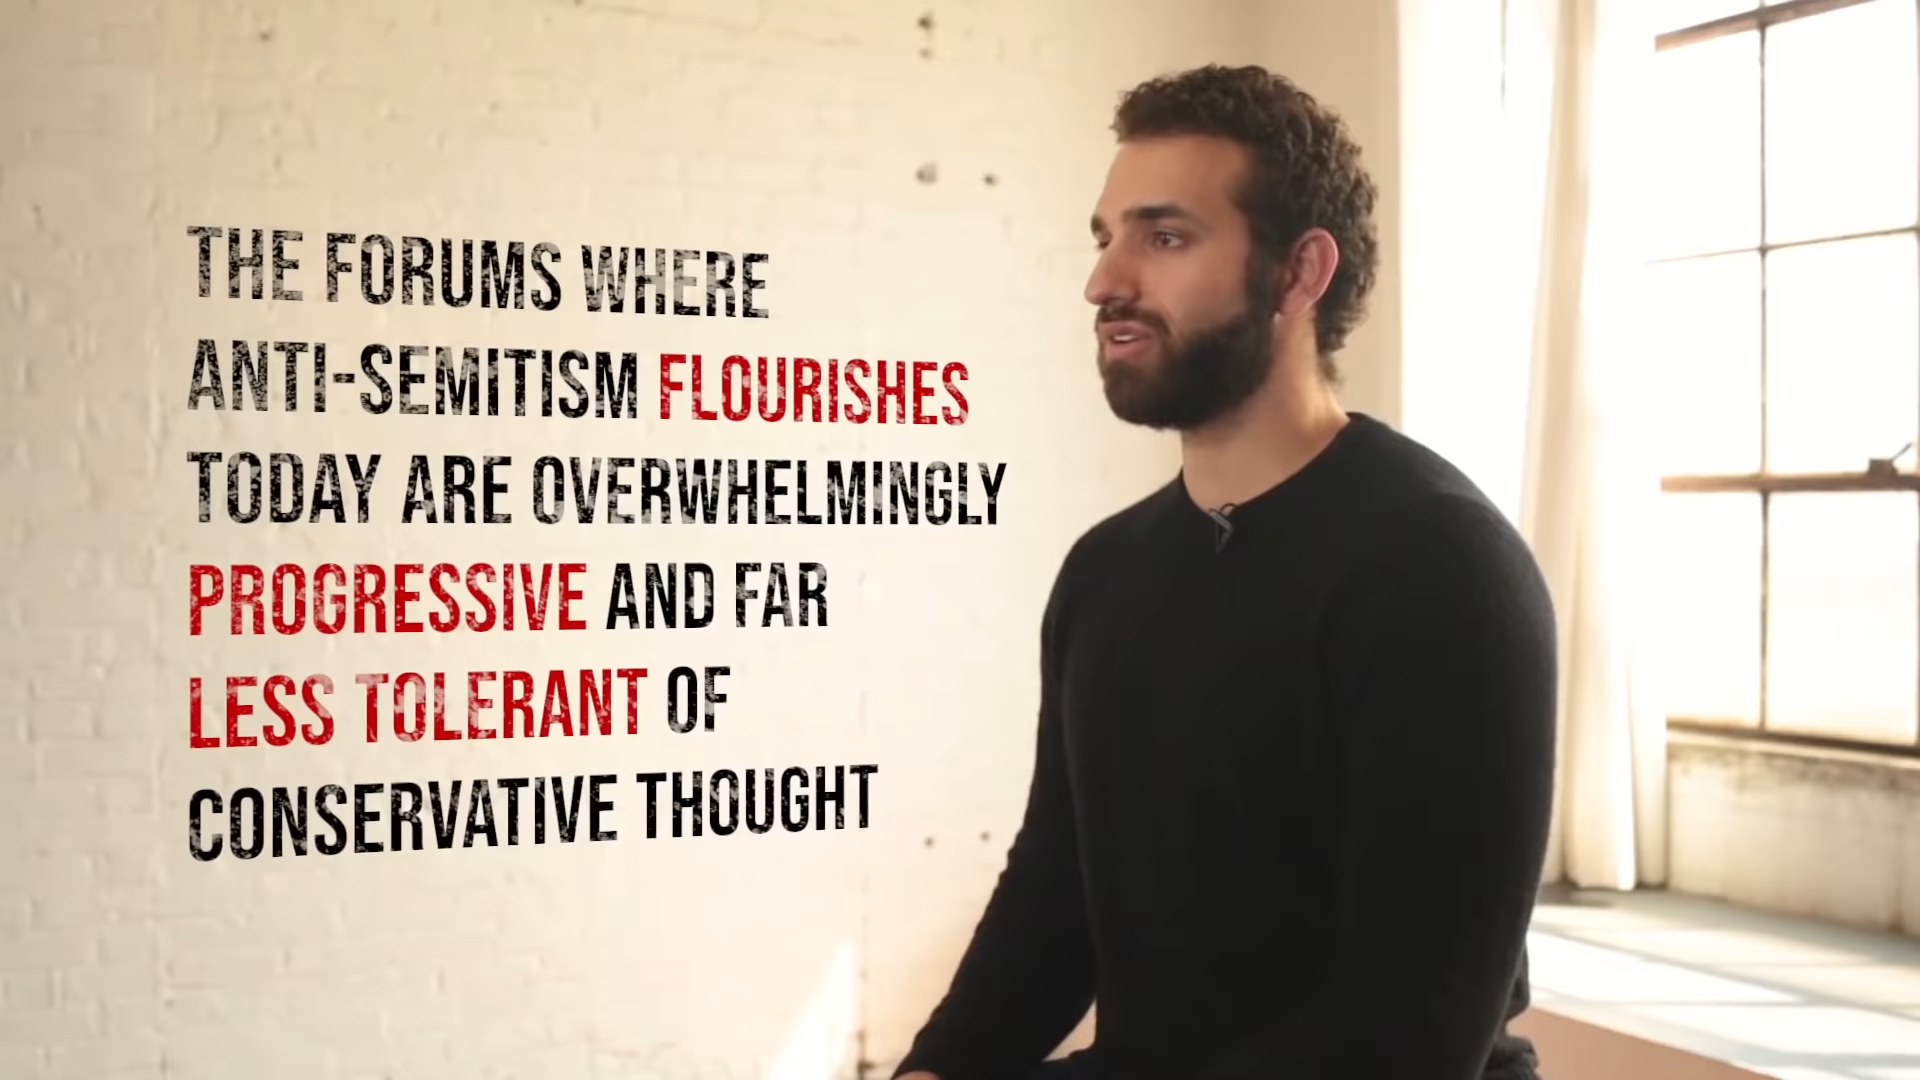 THE FORUMS WHERE
ANTI-SEMITISM FLOURISHES
TODAY ARE OVERWHELMINGLY
PROGRESSIVE AND FAR
LESS TOLERANT OF
CONSERVATIVE THOUGHT